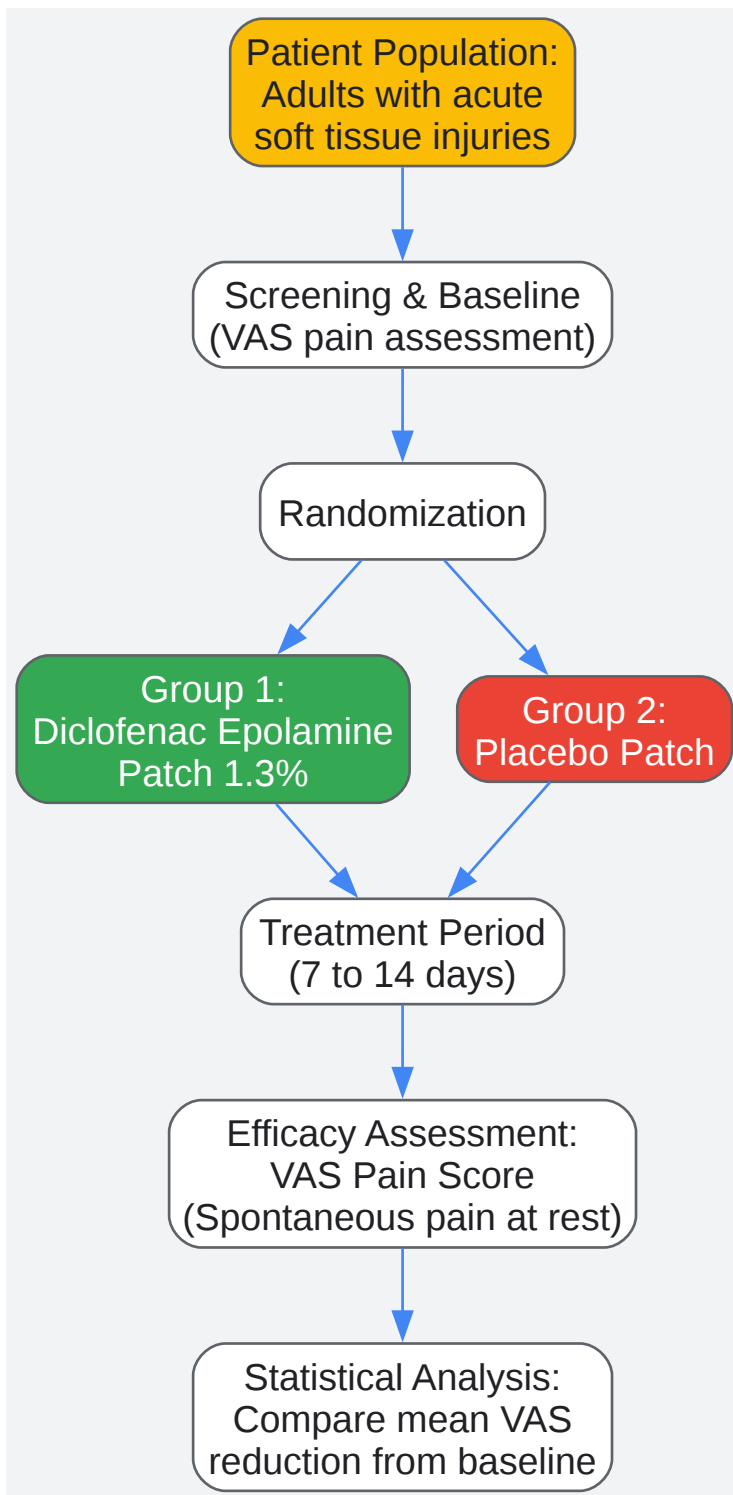 Patient Population:
Adults with acute
soft tissue injuries
Screening & Baseline
(VAS pain assessment)
Randomization
Group 1:
Diclofenac Epolamine
Patch 1.3%
Group 2:
Placebo Patch
Treatment Period
(7 to 14 days)
Efficacy Assessment:
VAS Pain Score
(Spontaneous pain at rest)
Statistical Analysis:
Compare mean VAS
reduction from baseline